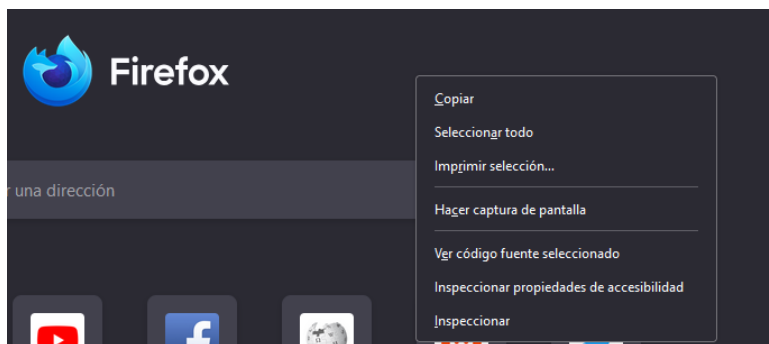 Firefox
Copiar
Seleccionar todo
Imprimir selección...
r una dirección
Hacer captura de pantalla
Ver código fuente seleccionado
Inspeccionar propiedades de accesibilidad
Inspeccionar